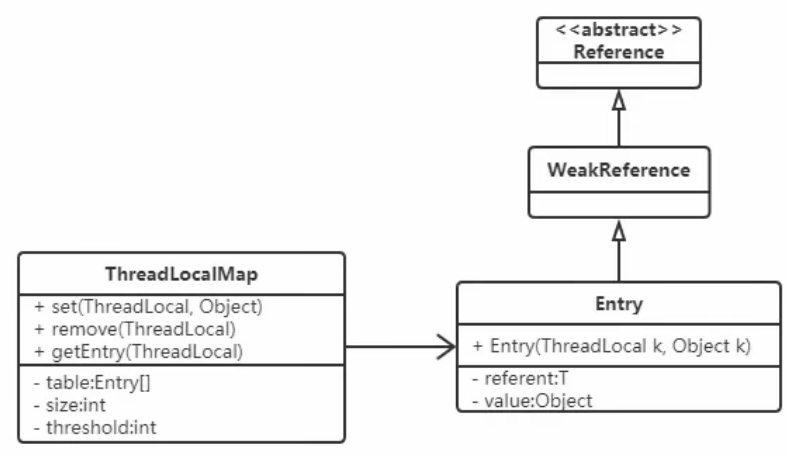 <<abstract>>
Reference
WeakReference
ThreadLocalMap
+ set(ThreadLocal, Object)
+ remove(ThreadLocal)
+ getEntry(ThreadLocal)
- table:Entry[]
- size:int
- threshold:int
Entry
+ Entry(ThreadLocal k, Object k)
- referent:T
- value:Object